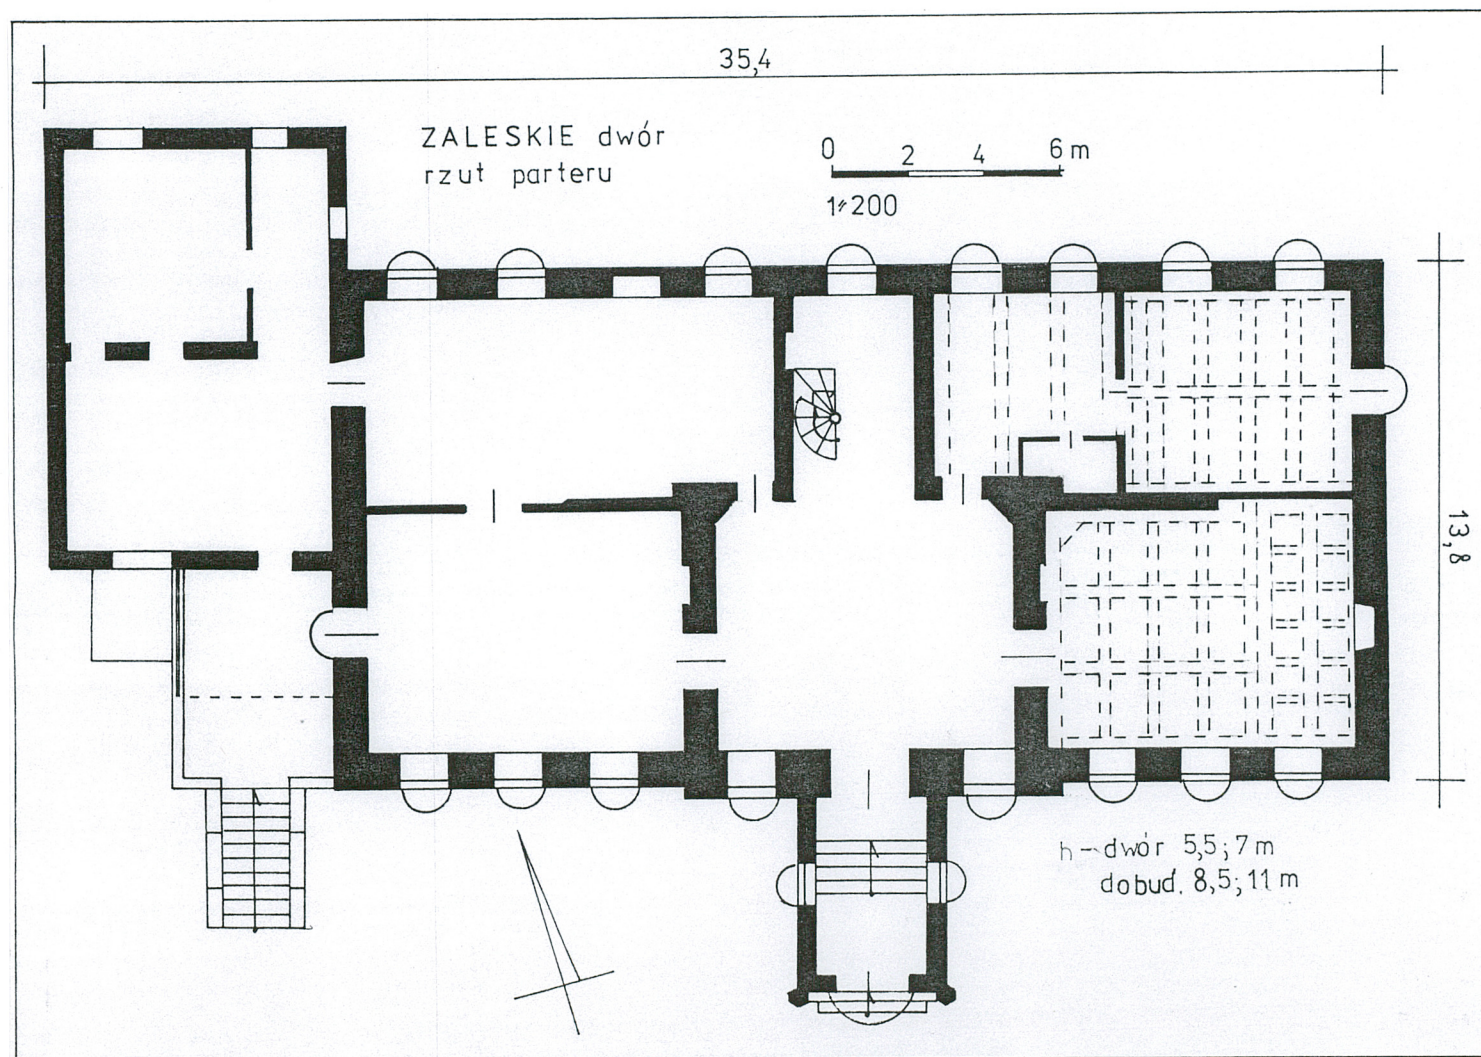 35,4
ZALESKIE dwór
rzut parteru
0 2 4 6 m
1:200
13,8
h - dwór 5,5; 7 m
dobud. 8,5; 11 m